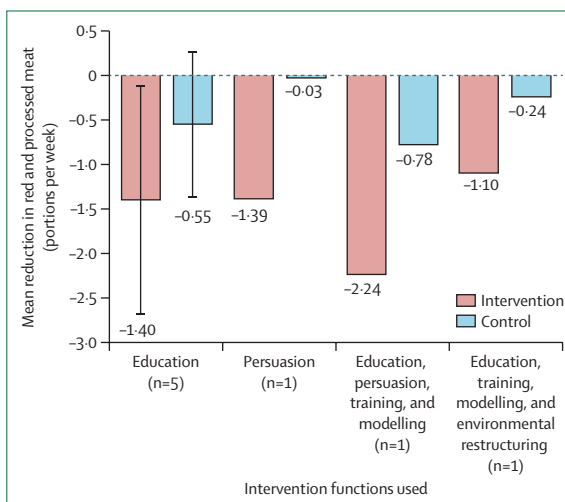 Mean reduction in red and processed meat
(portions per week)
0·5
0
–0·5
–1·0
–1·5
–2·0
–2·5
–3·0
–1·40
–0·55
–1·39
–0·03
–2·24
–0·78
–1·10
–0·24
Intervention
Control
Education
(n=5)
Persuasion
(n=1)
Education,
persuasion,
training, and
modelling
(n=1)
Education,
training,
modelling, and
environmental
restructuring
(n=1)
Intervention functions used